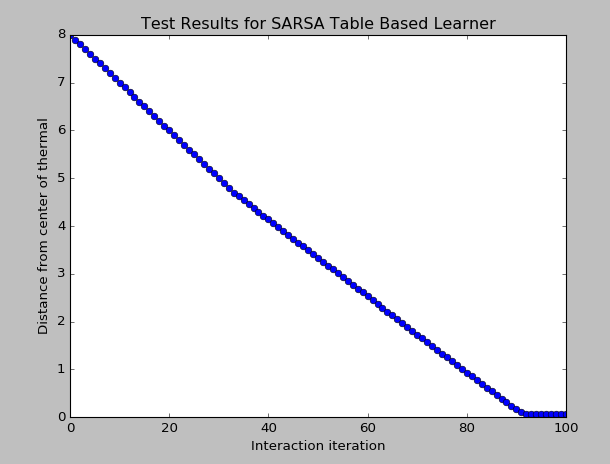 Test Results for SARSA Table Based Learner
8
7
6
5
4
3
2
1
0
Distance from center of thermal
0 20 40 60 80 100
Interaction iteration